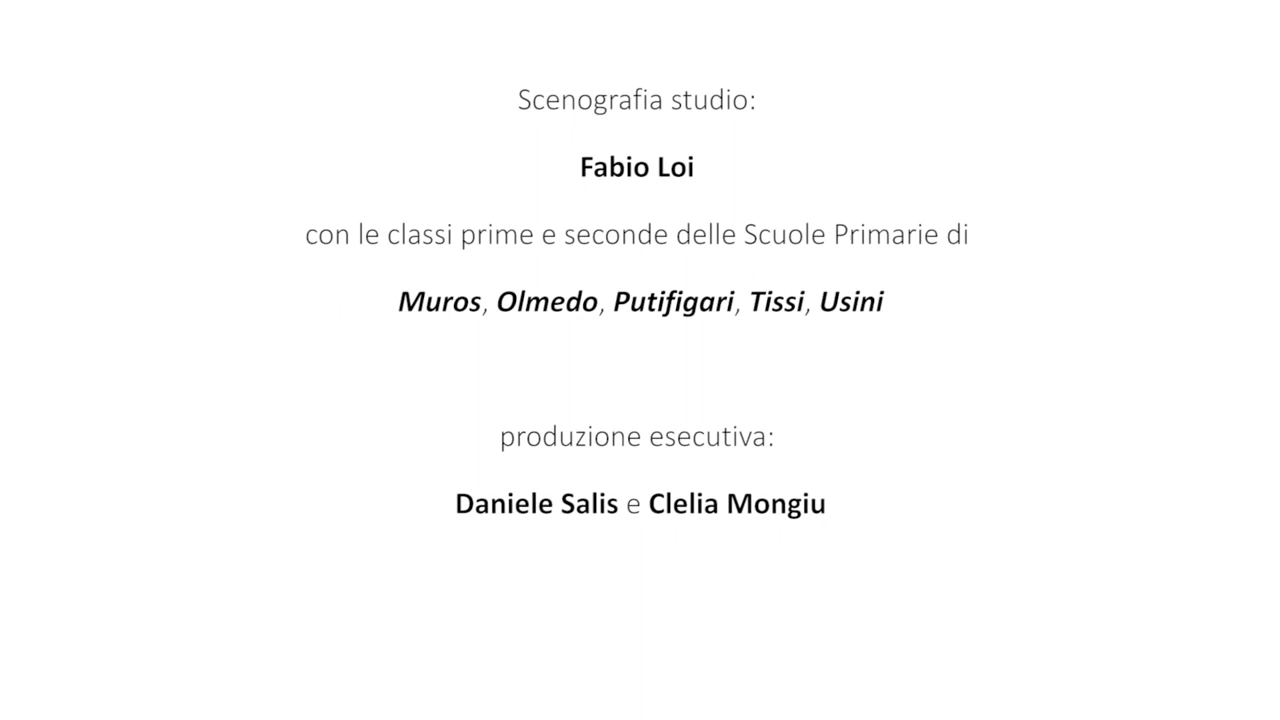 Scenografia studio:
Fabio Loi
con le classi prime e seconde delle Scuole Primarie di
Muros, Olmedo, Putifigari, Tissi, Usini
produzione esecutiva:
Daniele Salis e Clelia Mongiu